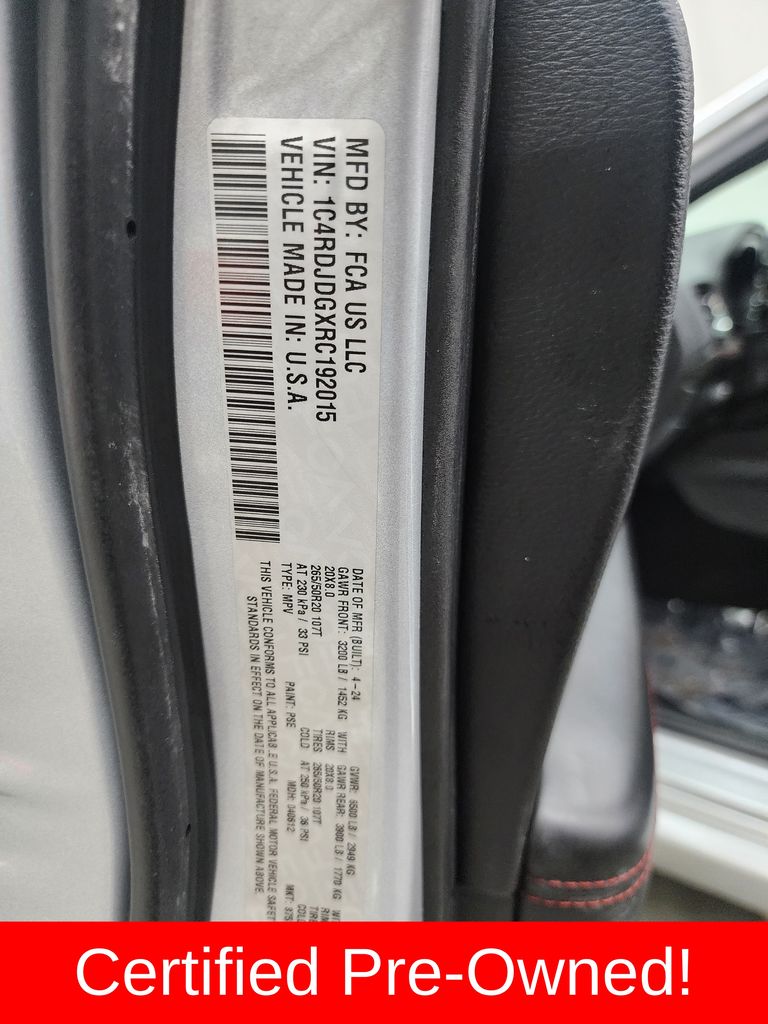 MFD BY: FCA US LLC
VIN: 1C4RDJDGXRC192015
VEHICLE MADE IN: U.S.A.
DATE OF MFR (BUILT): 4-24 GVWR: 6500 LB / 2949 KG
GAWR FRONT: 3200 LB / 1452 KG WITH GAWR REAR: 3900 LB / 1770 KG
20X8.0 RIMS 20X8.0
265/50R20 107T TIRES 265/50R20 107T
AT 230 kPa / 33 PSI COLD AT 250 kPa / 36 PSI
TYPE: MPV PAINT: PSE MDH: 040612 MKT:
THIS VEHICLE CONFORMS TO ALL APPLICABLE U.S.A. FEDERAL MOTOR VEHICLE
STANDARDS IN EFFECT ON THE DATE OF MANUFACTURE SHOWN ABOVE.
Certified Pre-Owned!